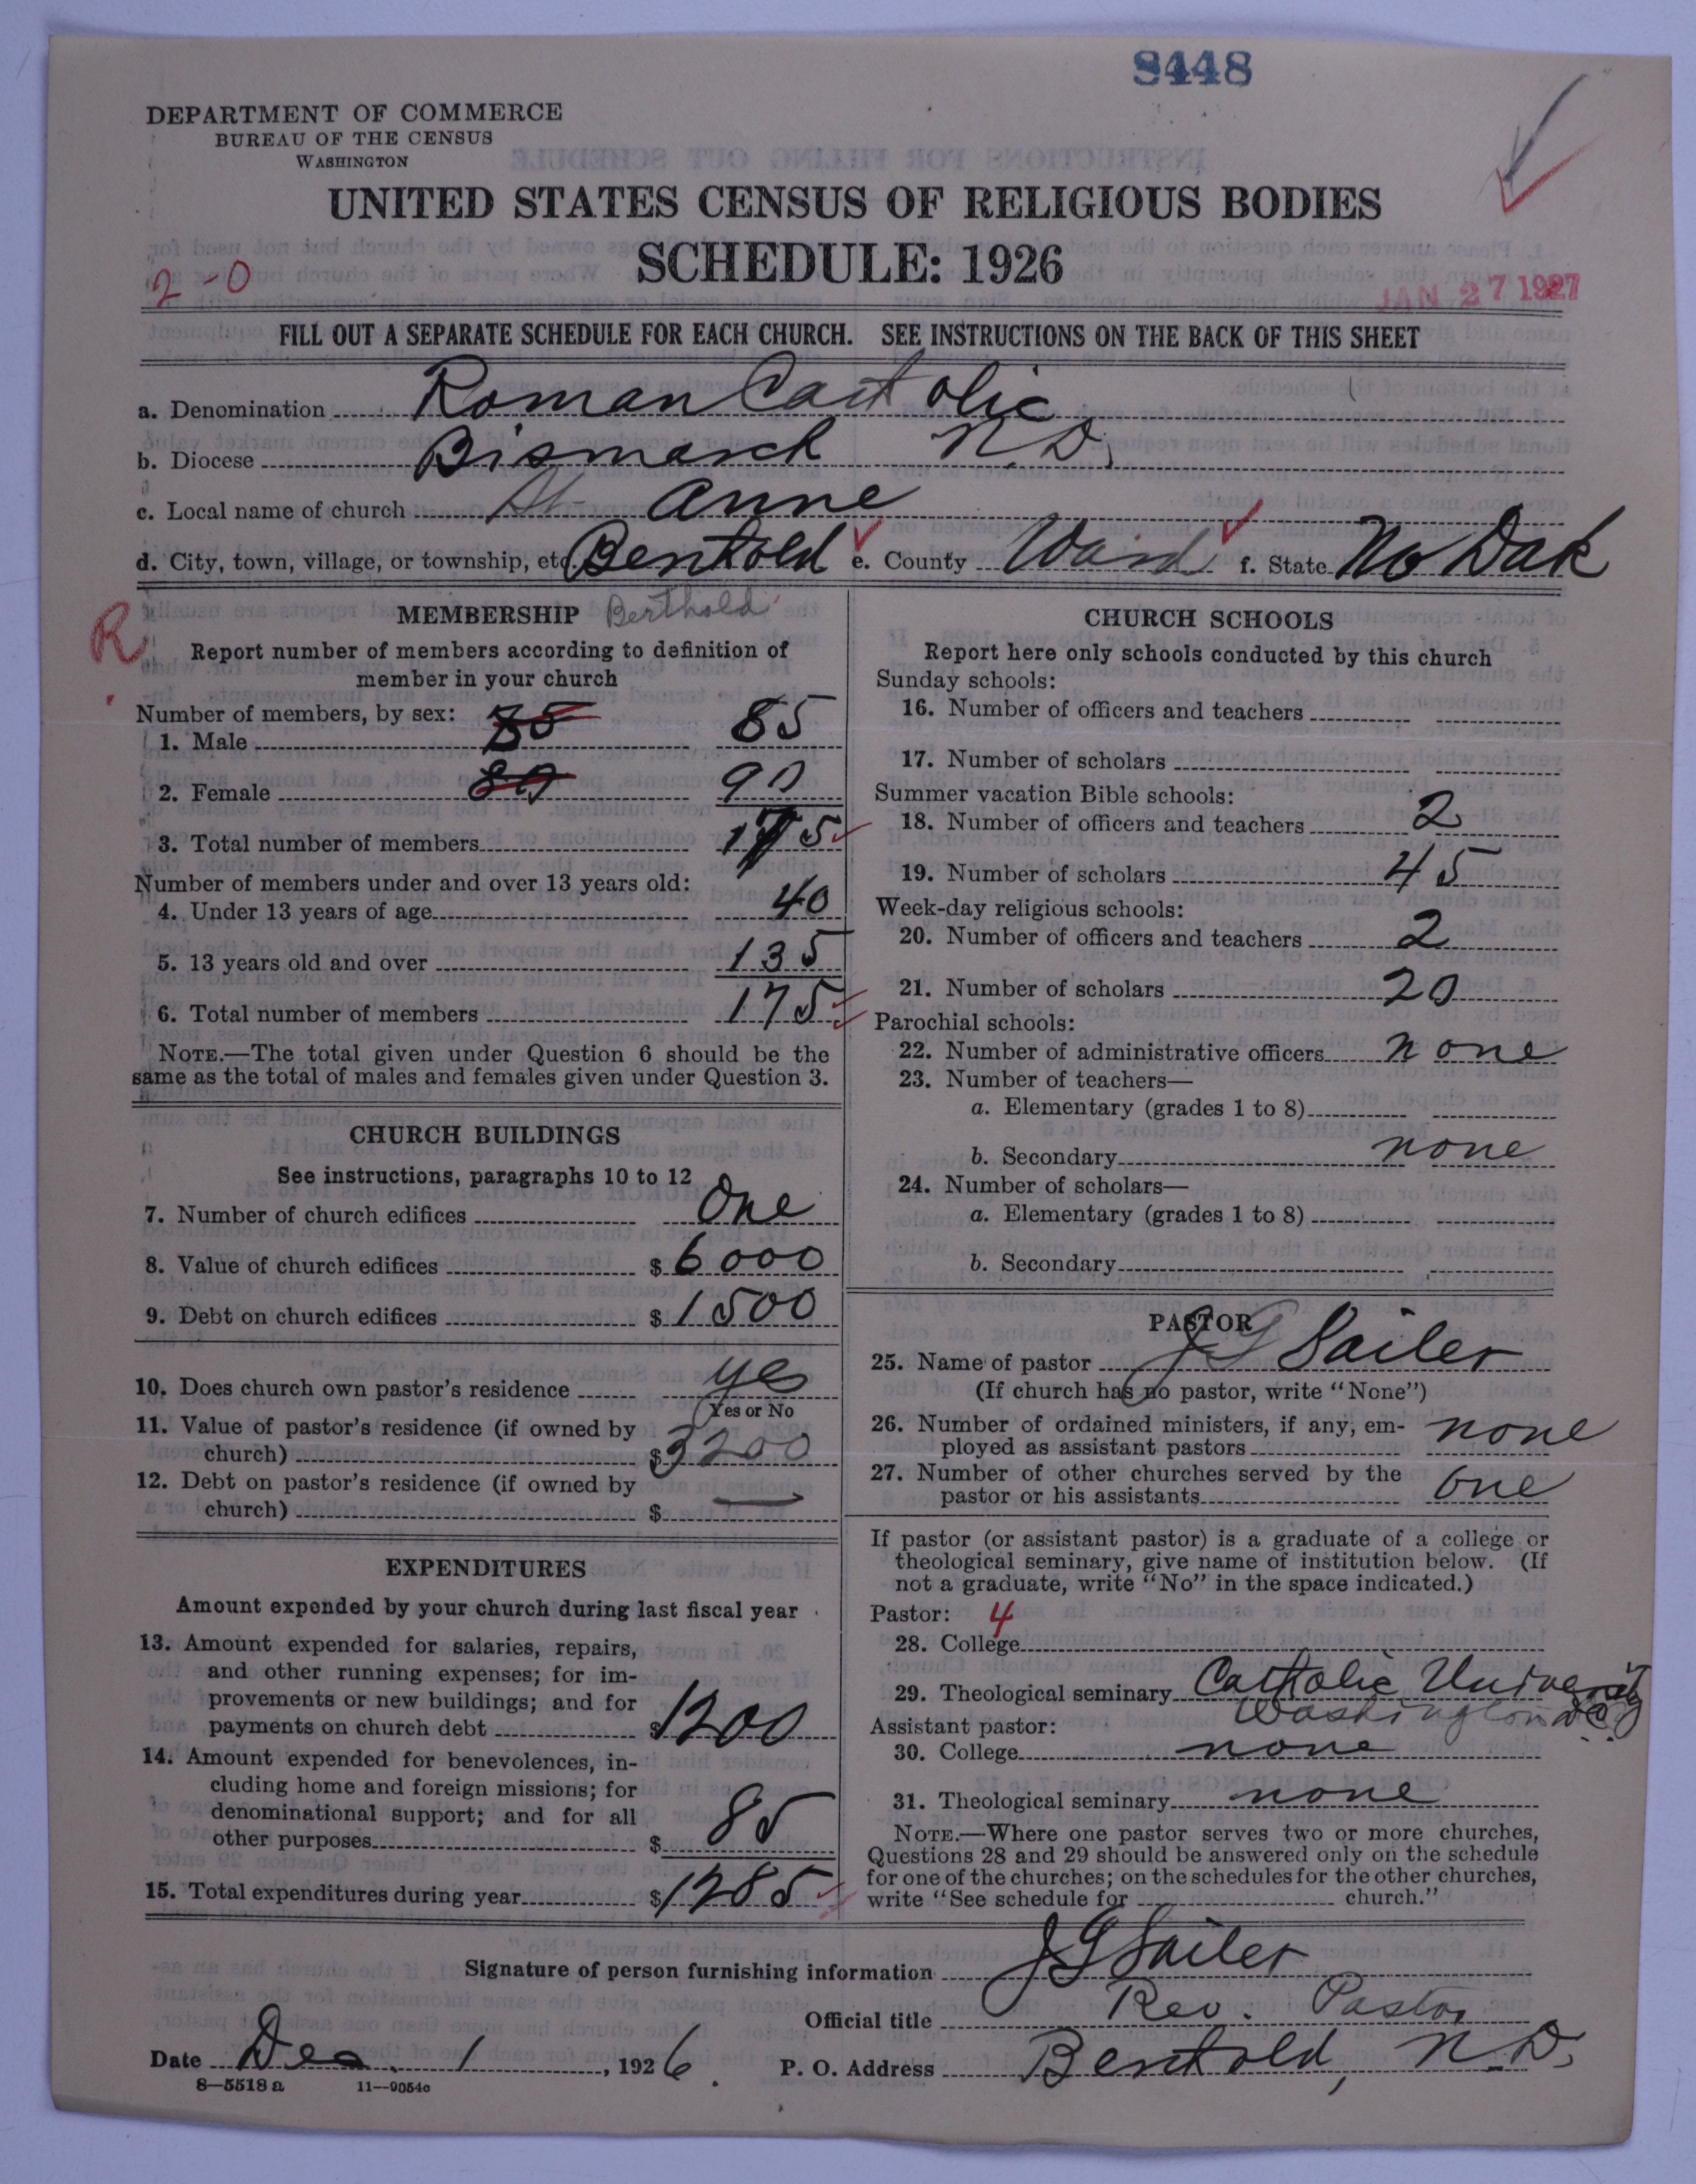 8448
DEPARTMENT OF COMMERCE
BUREAU OF THE CENSUS
WASHINGTON
UNITED STATES CENSUS OF RELIGIOUS BODIES
SCHEDULE: 1926
2-0
JAN 27 1927
FILL OUT A SEPARATE SCHEDULE FOR EACH CHURCH. SEE INSTRUCTIONS ON THE BACK OF THIS SHEET
a. Denomination Roman Catholic
b. Diocese Bismarck N.D.
c. Local name of church St Anne
d. City, town, village, or township, etc. Berthold e. County Ward f. State No Dak
R
MEMBERSHIP Berthold
Report number of members according to definition of
member in your church
Number of members, by sex:
1. Male 85 85
2. Female 90
3. Total number of members 175
Number of members under and over 13 years old:
4. Under 13 years of age 40
5. 13 years old and over 135
6. Total number of members 175
NOTE.—The total given under Question 6 should be the
same as the total of males and females given under Question 3.
CHURCH BUILDINGS
See instructions, paragraphs 10 to 12
7. Number of church edifices One
8. Value of church edifices $ 6000
9. Debt on church edifices $ 1500
10. Does church own pastor's residence yes
(Yes or No
11. Value of pastor's residence (if owned by
church) $ 3200
12. Debt on pastor's residence (if owned by
church) $ —
EXPENDITURES
Amount expended by your church during last fiscal year
13. Amount expended for salaries, repairs,
and other running expenses; for im-
provements or new buildings; and for
payments on church debt $ 1200
14. Amount expended for benevolences, in-
cluding home and foreign missions; for
denominational support; and for all
other purposes $ 85
15. Total expenditures during year $ 1285
CHURCH SCHOOLS
Report here only schools conducted by this church
Sunday schools:
16. Number of officers and teachers
17. Number of scholars
Summer vacation Bible schools:
18. Number of officers and teachers 2
19. Number of scholars 45
Week-day religious schools:
20. Number of officers and teachers 2
21. Number of scholars 20
Parochial schools:
22. Number of administrative officers none
23. Number of teachers—
a. Elementary (grades 1 to 8)
b. Secondary none
24. Number of scholars—
a. Elementary (grades 1 to 8)
b. Secondary
PASTOR
25. Name of pastor J G Sailer
(If church has no pastor, write "None")
26. Number of ordained ministers, if any, em-
ployed as assistant pastors none
27. Number of other churches served by the
pastor or his assistants One
If pastor (or assistant pastor) is a graduate of a college or
theological seminary, give name of institution below. (If
not a graduate, write "No" in the space indicated.)
Pastor: 4
28. College
29. Theological seminary Catholic University
Washington D.C.
Assistant pastor:
30. College none
31. Theological seminary none
NOTE.—Where one pastor serves two or more churches,
Questions 28 and 29 should be answered only on the schedule
for one of the churches; on the schedules for the other churches,
write "See schedule for church."
Signature of person furnishing information J G Sailer
Official title Rev. Pastor
Date Dec. 1, 1926. P. O. Address Berthold, N.D.
8—5518 a 11—9054c